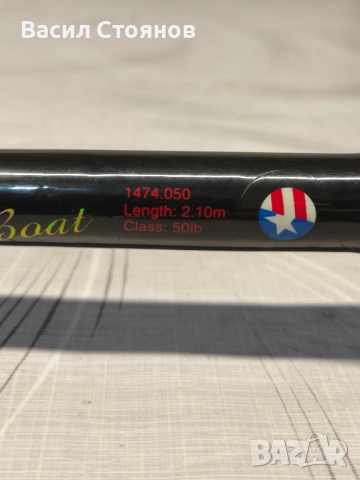 Васил Стоянов
Boat
1474.050
Length: 2.10m
Class: 50lb
BAZAR